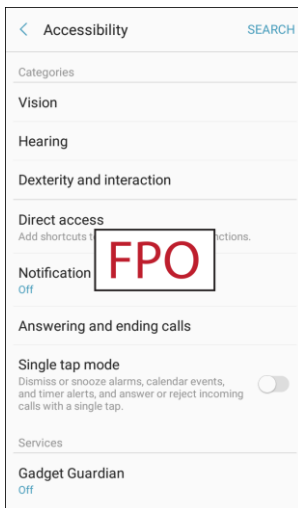 < Accessibility SEARCH
Categories
Vision
Hearing
Dexterity and interaction
Direct access
Add shortcuts ctions.
FPO
Notification
Off
Answering and ending calls
Single tap mode
Dismiss or snooze alarms, calendar events,
and timer alerts, and answer or reject incoming
calls with a single tap.
Services
Gadget Guardian
Off